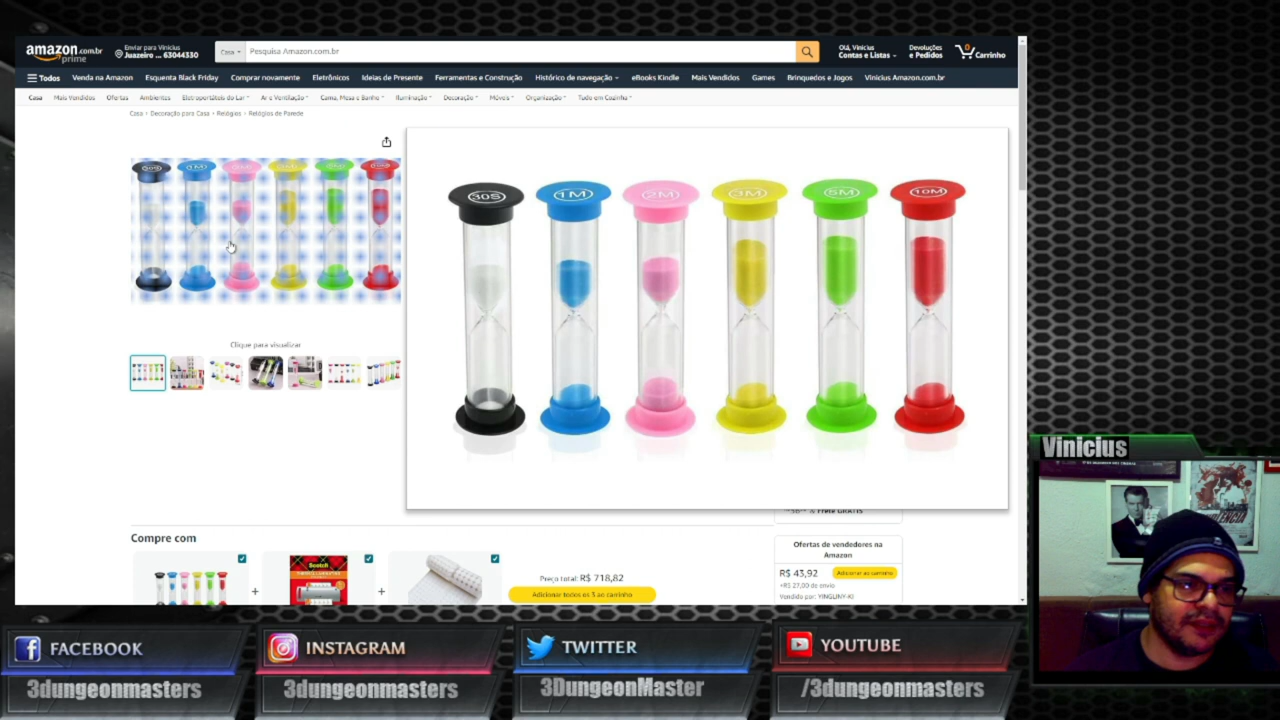 amazon.com.br
prime
Enviar para Vinicius
Juazeiro ... 63044330
Casa
Pesquisa Amazon.com.br
Olá, Vinicius
Contas e Listas
Devoluções
e Pedidos
0
Carrinho
Todos
Venda na Amazon
Esquenta Black Friday
Comprar novamente
Eletrônicos
Ideias de Presente
Ferramentas e Construção
Histórico de navegação
eBooks Kindle
Mais Vendidos
Games
Brinquedos e Jogos
Vinicius Amazon.com.br
Casa
Mais Vendidos
Ofertas
Ambientes
Eletroportáteis do Lar
Ar e Ventilação
Cama, Mesa e Banho
Iluminação
Decoração
Móveis
Organização
Tudo em Cozinha
Casa › Decoração para Casa › Relógios › Relógios de Parede
30S
1M
2M
3M
5M
10M
Clique para visualizar
Frete GRÁTIS
Compre com
Scotch
+
+
Preço total: R$ 718,82
Adicionar todos os 3 ao carrinho
Ofertas de vendedores na
Amazon
R$ 43,92
Adicionar ao carrinho
+R$ 27,00 de envio
Vendido por: YINGLINY-KI
Vinicius
FACEBOOK
3dungeonmasters
INSTAGRAM
3dungeonmasters
TWITTER
3DungeonMaster
YOUTUBE
/3dungeonmasters